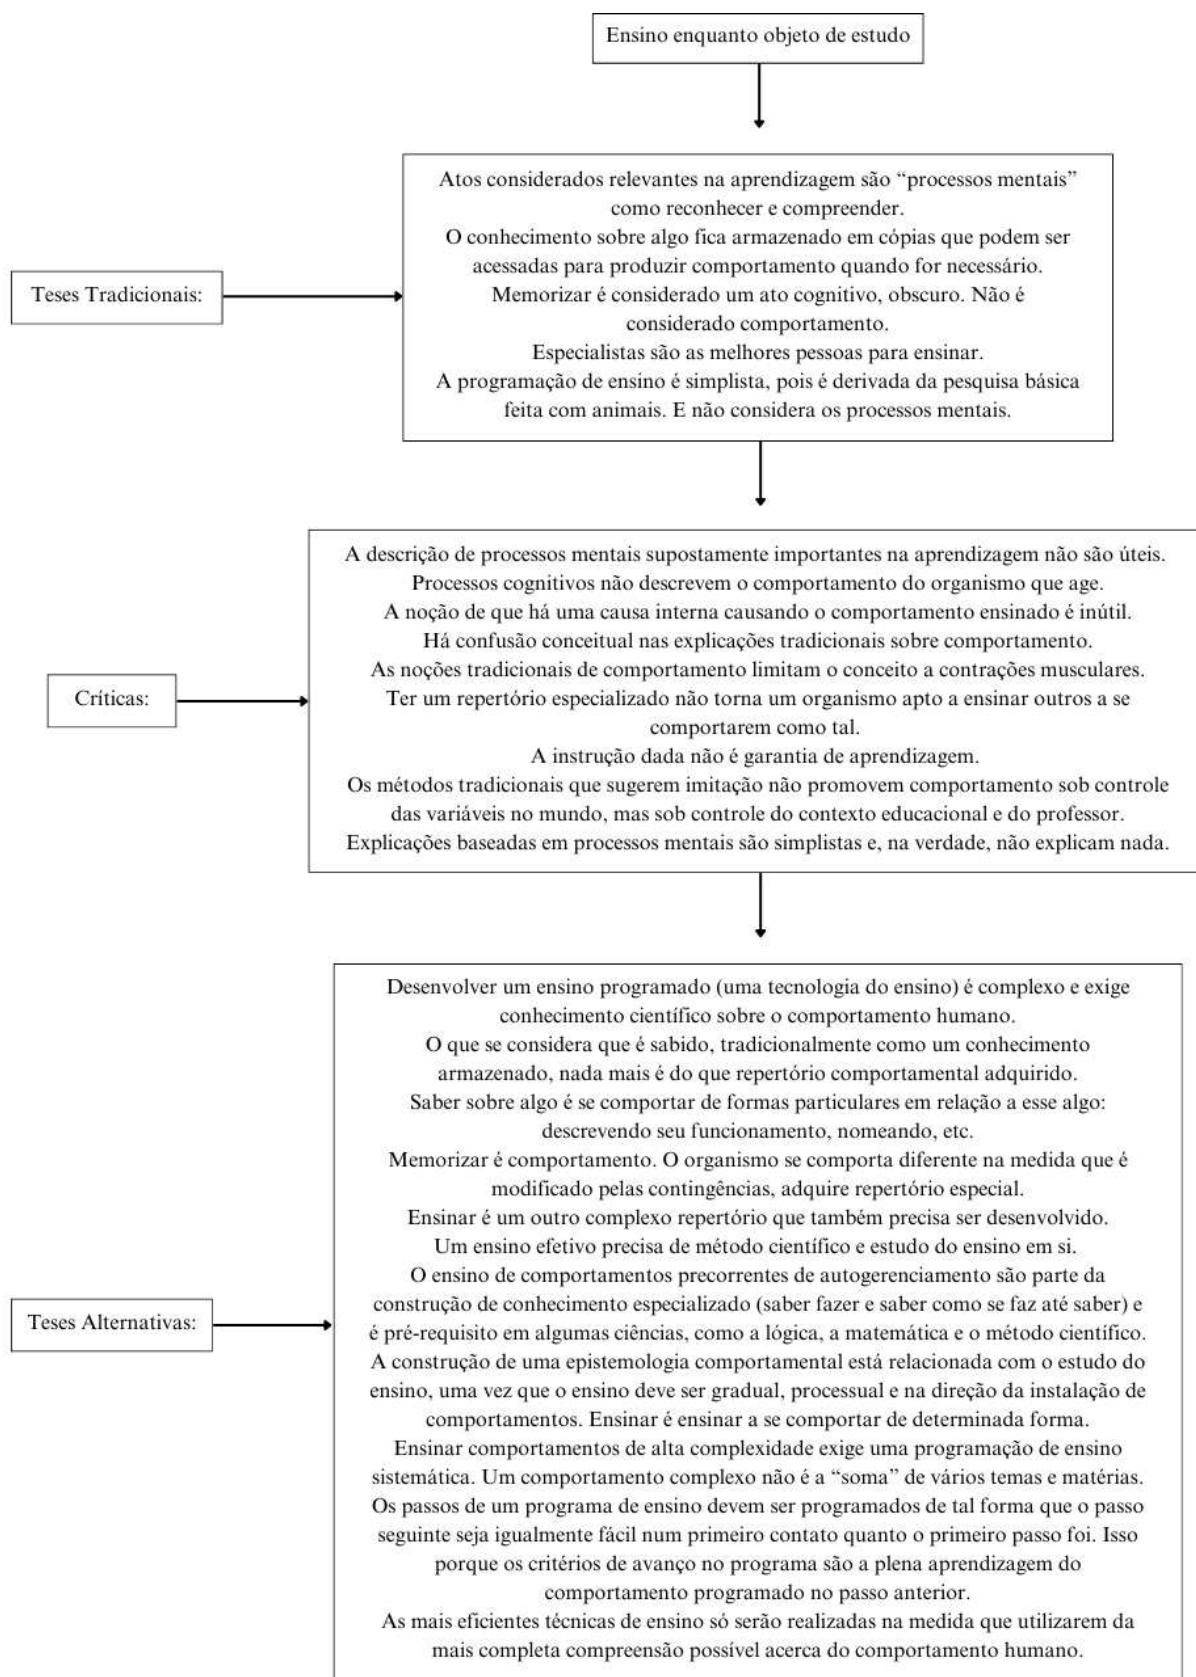 Ensino enquanto objeto de estudo
Teses Tradicionais:
Atos considerados relevantes na aprendizagem são “processos mentais”
como reconhecer e compreender.
O conhecimento sobre algo fica armazenado em cópias que podem ser
acessadas para produzir comportamento quando for necessário.
Memorizar é considerado um ato cognitivo, obscuro. Não é
considerado comportamento.
Especialistas são as melhores pessoas para ensinar.
A programação de ensino é simplista, pois é derivada da pesquisa básica
feita com animais. E não considera os processos mentais.
Críticas:
A descrição de processos mentais supostamente importantes na aprendizagem não são úteis.
Processos cognitivos não descrevem o comportamento do organismo que age.
A noção de que há uma causa interna causando o comportamento ensinado é inútil.
Há confusão conceitual nas explicações tradicionais sobre comportamento.
As noções tradicionais de comportamento limitam o conceito a contrações musculares.
Ter um repertório especializado não torna um organismo apto a ensinar outros a se
comportarem como tal.
A instrução dada não é garantia de aprendizagem.
Os métodos tradicionais que sugerem imitação não promovem comportamento sob controle
das variáveis no mundo, mas sob controle do contexto educacional e do professor.
Explicações baseadas em processos mentais são simplistas e, na verdade, não explicam nada.
Teses Alternativas:
Desenvolver um ensino programado (uma tecnologia do ensino) é complexo e exige
conhecimento científico sobre o comportamento humano.
O que se considera que é sabido, tradicionalmente como um conhecimento
armazenado, nada mais é do que repertório comportamental adquirido.
Saber sobre algo é se comportar de formas particulares em relação a esse algo:
descrevendo seu funcionamento, nomeando, etc.
Memorizar é comportamento. O organismo se comporta diferente na medida que é
modificado pelas contingências, adquire repertório especial.
Ensinar é um outro complexo repertório que também precisa ser desenvolvido.
Um ensino efetivo precisa de método científico e estudo do ensino em si.
O ensino de comportamentos precorrentes de autogerenciamento são parte da
construção de conhecimento especializado (saber fazer e saber como se faz até saber) e
é pré-requisito em algumas ciências, como a lógica, a matemática e o método científico.
A construção de uma epistemologia comportamental está relacionada com o estudo do
ensino, uma vez que o ensino deve ser gradual, processual e na direção da instalação de
comportamentos. Ensinar é ensinar a se comportar de determinada forma.
Ensinar comportamentos de alta complexidade exige uma programação de ensino
sistemática. Um comportamento complexo não é a “soma” de vários temas e matérias.
Os passos de um programa de ensino devem ser programados de tal forma que o passo
seguinte seja igualmente fácil num primeiro contato quanto o primeiro passo foi. Isso
porque os critérios de avanço no programa são a plena aprendizagem do
comportamento programado no passo anterior.
As mais eficientes técnicas de ensino só serão realizadas na medida que utilizarem da
mais completa compreensão possível acerca do comportamento humano.